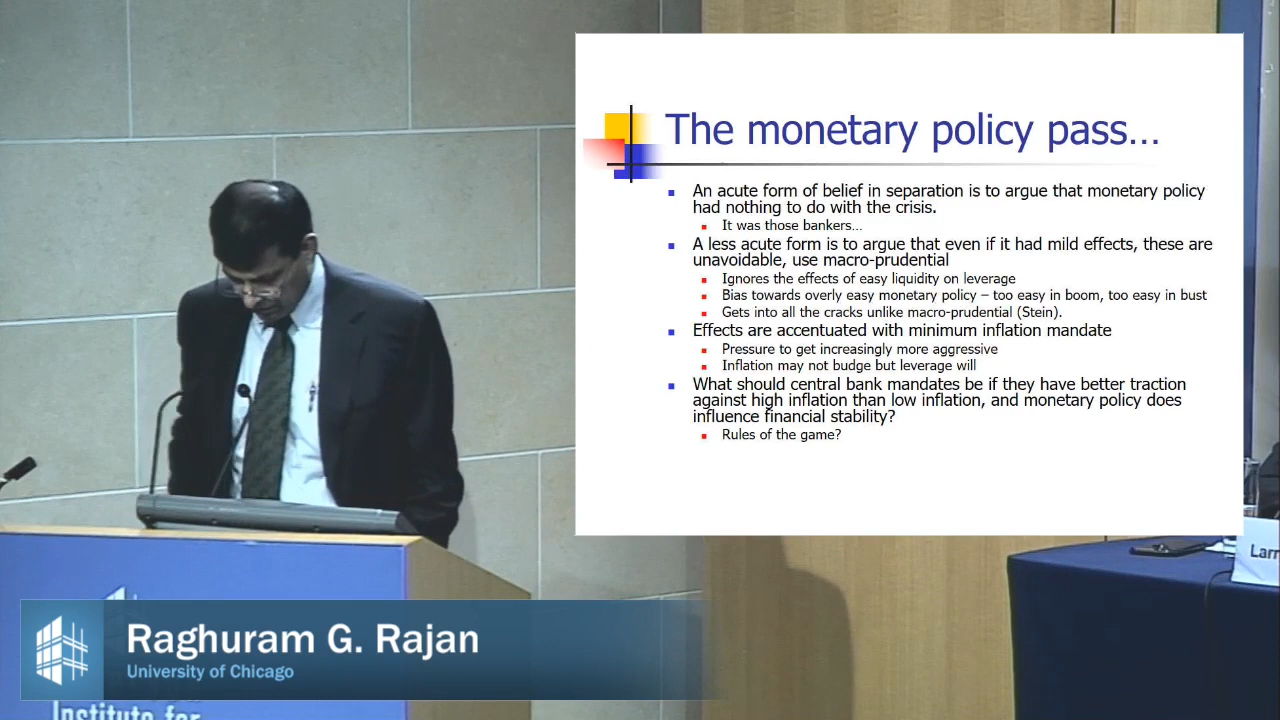 The monetary policy pass...
An acute form of belief in separation is to argue that monetary policy
had nothing to do with the crisis.
It was those bankers...
A less acute form is to argue that even if it had mild effects, these are
unavoidable, use macro-prudential
Ignores the effects of easy liquidity on leverage
Bias towards overly easy monetary policy – too easy in boom, too easy in bust
Gets into all the cracks unlike macro-prudential (Stein).
Effects are accentuated with minimum inflation mandate
Pressure to get increasingly more aggressive
Inflation may not budge but leverage will
What should central bank mandates be if they have better traction
against high inflation than low inflation, and monetary policy does
influence financial stability?
Rules of the game?
Larr
Raghuram G. Rajan
University of Chicago
Institute for